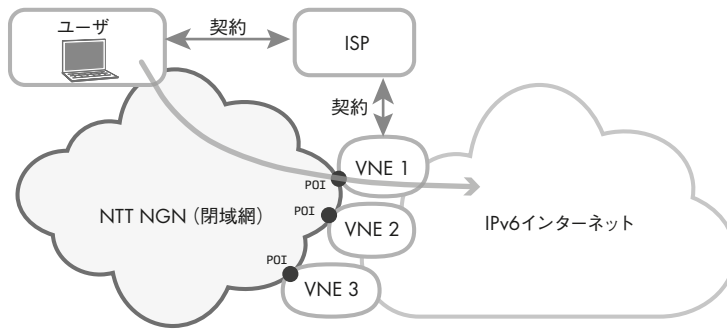 ユーザ
契約
ISP
契約
VNE 1
POI
NTT NGN（閉域網）
POI
VNE 2
IPv6インターネット
POI
VNE 3